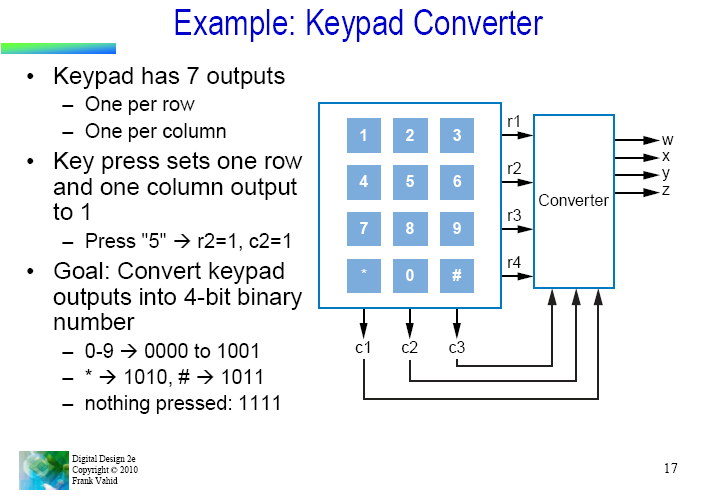 Example: Keypad Converter
• Keypad has 7 outputs
– One per row
– One per column
• Key press sets one row
and one column output
to 1
– Press "5" → r2=1, c2=1
• Goal: Convert keypad
outputs into 4-bit binary
number
– 0-9 → 0000 to 1001
– * → 1010, # → 1011
– nothing pressed: 1111
1 2 3
4 5 6
7 8 9
* 0 #
r1
r2
r3
r4
c1 c2 c3
Converter
w
x
y
z
Digital Design 2e
Copyright © 2010
Frank Vahid
17